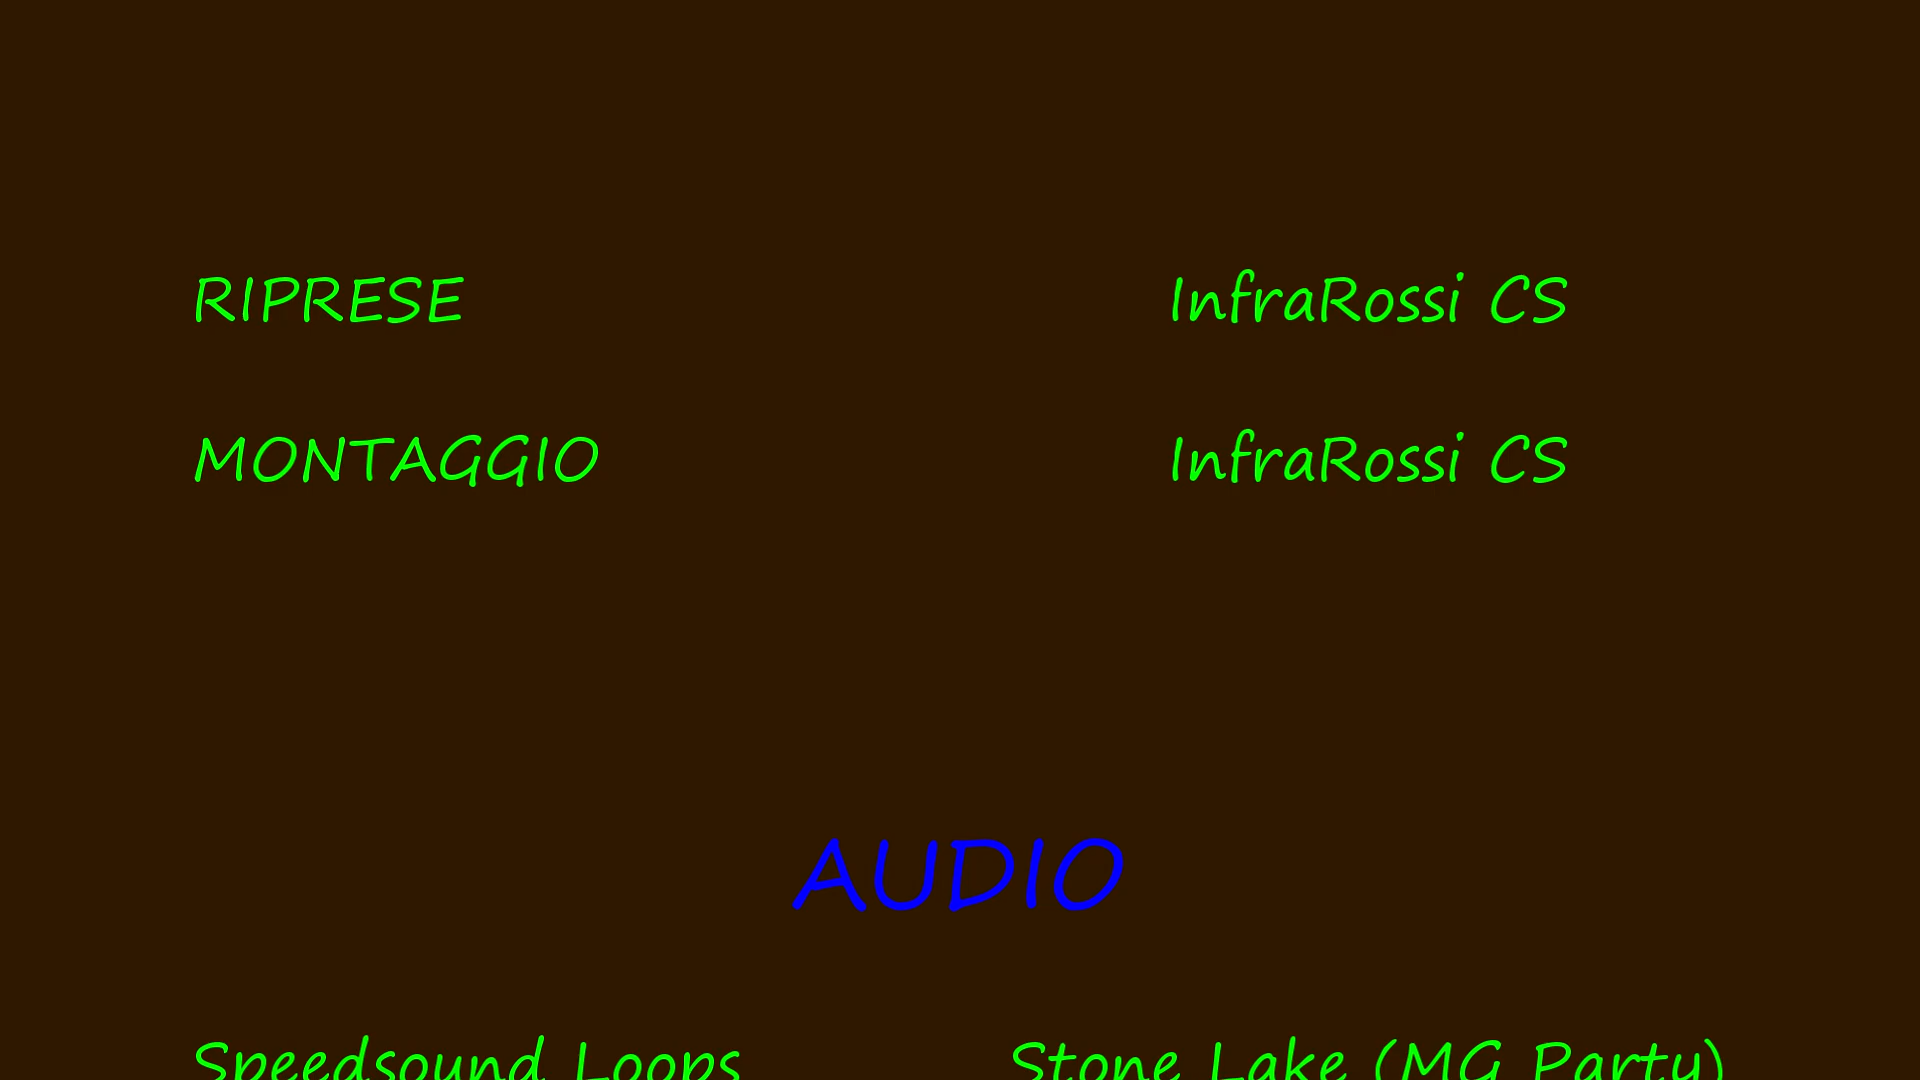 RIPRESE InfraRossi CS
MONTAGGIO InfraRossi CS
AUDIO
Speedsound Loops Stone Lake (MG Party)